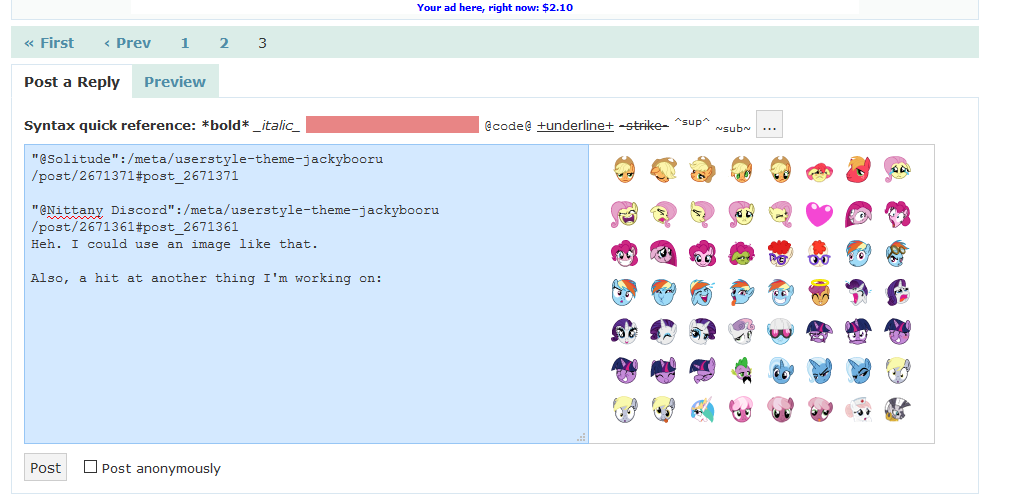 Your ad here, right now: $2.10
« First ‹ Prev 1 2 3
Post a Reply Preview
Syntax quick reference: *bold* _italic_ @code@ +underline+ -strike- ^sup^ ~sub~ ...
"@Solitude":/meta/userstyle-theme-jackybooru
/post/2671371#post_2671371
"@Nittany Discord":/meta/userstyle-theme-jackybooru
/post/2671361#post_2671361
Heh. I could use an image like that.
Also, a hit at another thing I'm working on:
Post Post anonymously